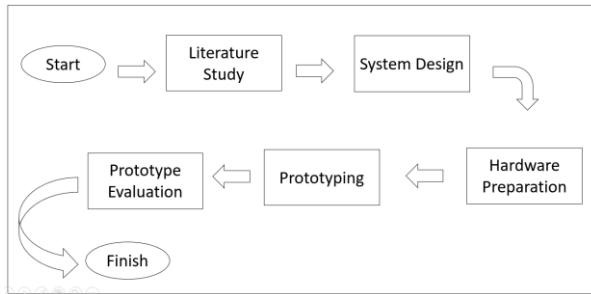 Start
Literature
Study
System Design
Hardware
Preparation
Prototyping
Prototype
Evaluation
Finish